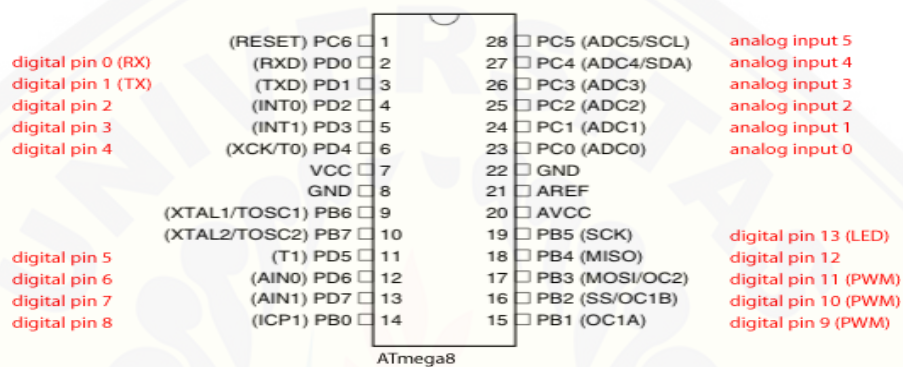 (RESET) PC6 1 28 PC5 (ADC5/SCL) analog input 5
digital pin 0 (RX) (RXD) PD0 2 27 PC4 (ADC4/SDA) analog input 4
digital pin 1 (TX) (TXD) PD1 3 26 PC3 (ADC3) analog input 3
digital pin 2 (INT0) PD2 4 25 PC2 (ADC2) analog input 2
digital pin 3 (INT1) PD3 5 24 PC1 (ADC1) analog input 1
digital pin 4 (XCK/T0) PD4 6 23 PC0 (ADC0) analog input 0
VCC 7 22 GND
GND 8 21 AREF
(XTAL1/TOSC1) PB6 9 20 AVCC
(XTAL2/TOSC2) PB7 10 19 PB5 (SCK) digital pin 13 (LED)
digital pin 5 (T1) PD5 11 18 PB4 (MISO) digital pin 12
digital pin 6 (AIN0) PD6 12 17 PB3 (MOSI/OC2) digital pin 11 (PWM)
digital pin 7 (AIN1) PD7 13 16 PB2 (SS/OC1B) digital pin 10 (PWM)
digital pin 8 (ICP1) PB0 14 15 PB1 (OC1A) digital pin 9 (PWM)
ATmega8